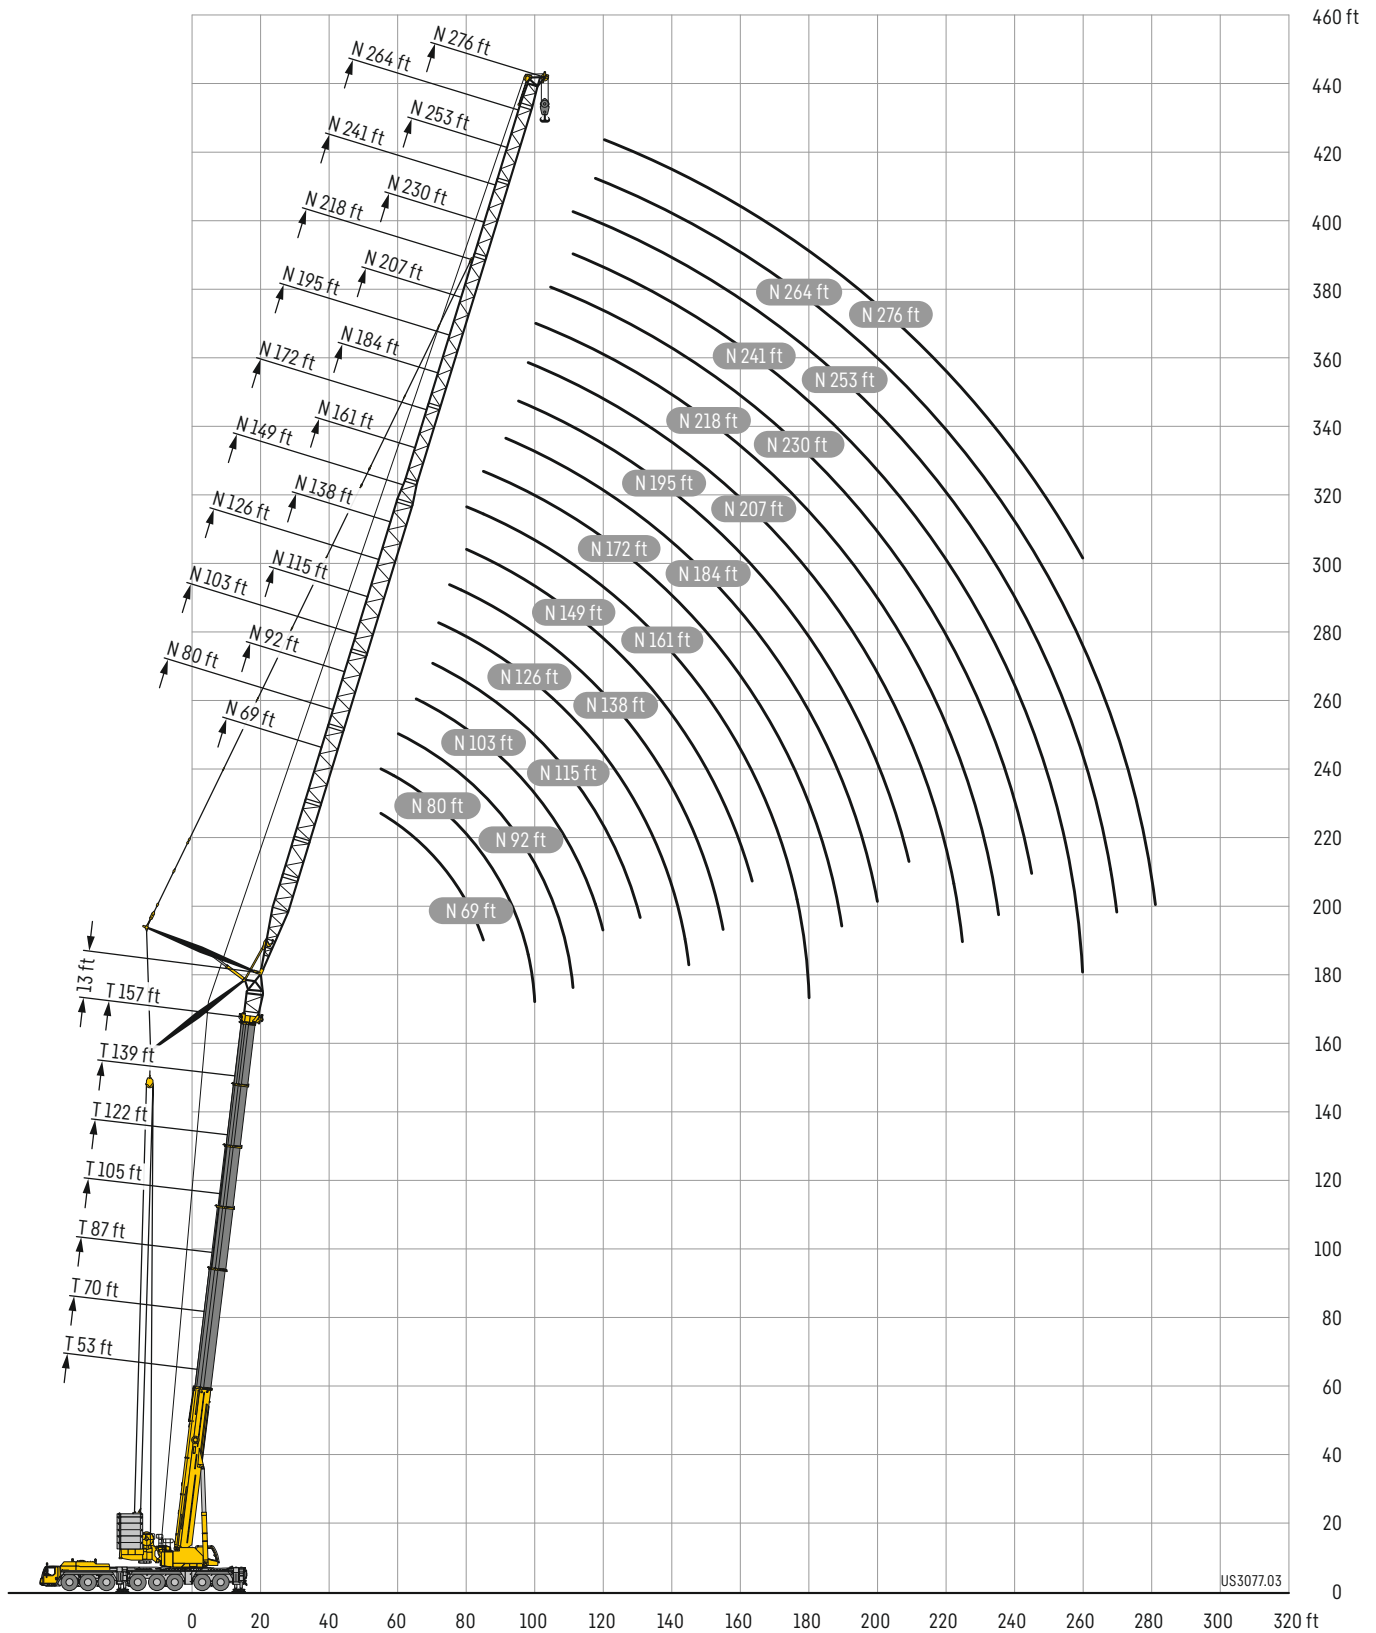 460 ft
N 276 ft
N 264 ft
440
N 253 ft
N 241 ft
420
N 230 ft
N 218 ft
400
N 207 ft
N 195 ft
380
N 264 ft
N 276 ft
N 184 ft
N 172 ft
360
N 241 ft
N 253 ft
N 161 ft
N 149 ft
340
N 218 ft
N 230 ft
N 138 ft
N 126 ft
320
N 195 ft
N 207 ft
N 115 ft
N 103 ft
300
N 172 ft
N 184 ft
N 92 ft
N 80 ft
280
N 149 ft
N 161 ft
N 69 ft
260
N 126 ft
N 138 ft
240
N 103 ft
N 115 ft
220
N 80 ft
N 92 ft
200
N 69 ft
180
13 ft
T 157 ft
160
T 139 ft
140
T 122 ft
120
T 105 ft
100
T 87 ft
80
T 70 ft
60
T 53 ft
40
20
US3077.03
0
0 20 40 60 80 100 120 140 160 180 200 220 240 260 280 300 320 ft